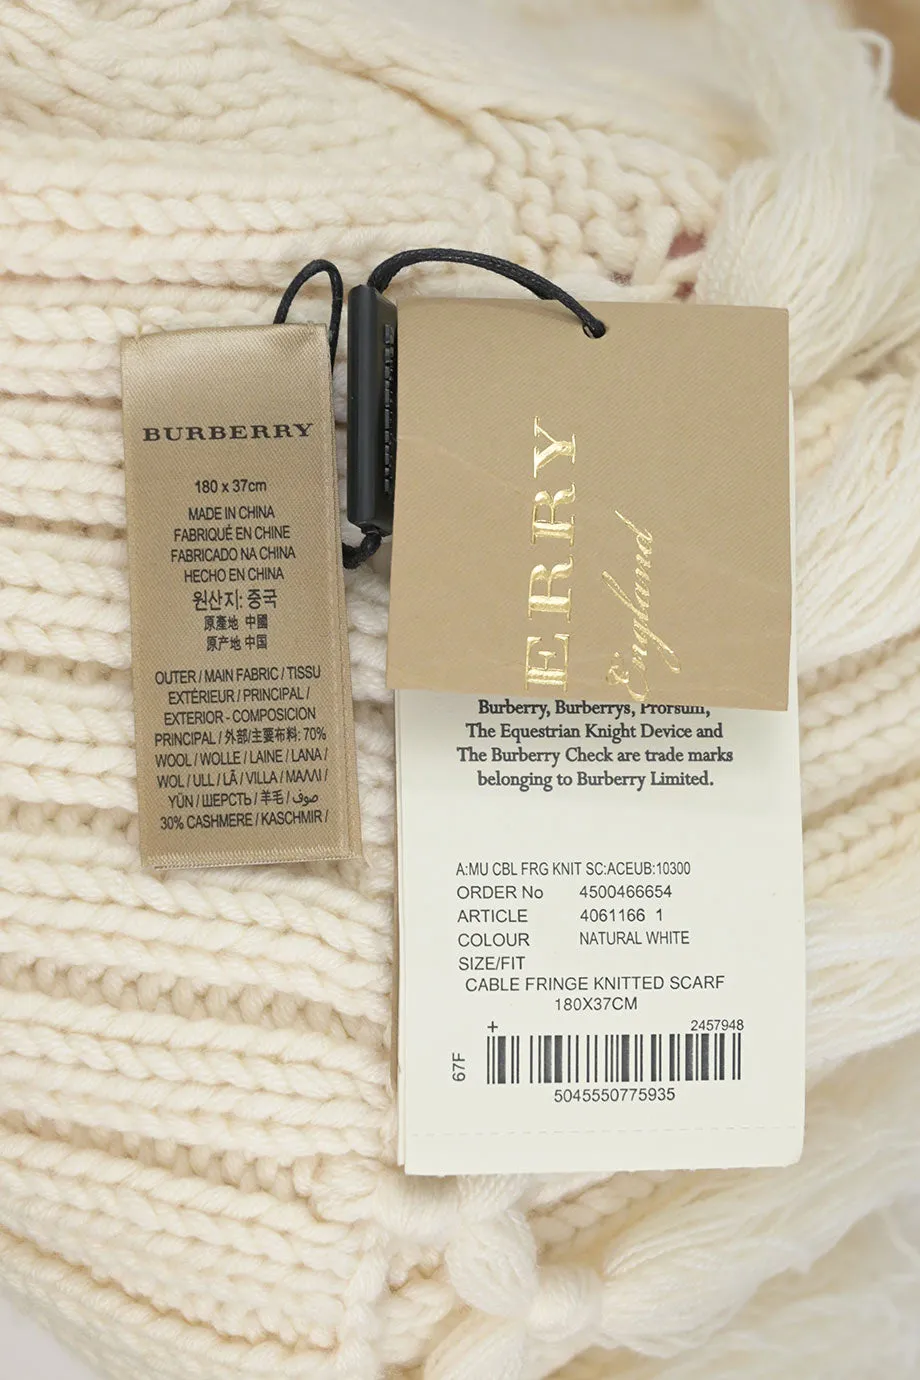 BURBERRY
180 x 37cm
MADE IN CHINA
FABRIQUÉ EN CHINE
FABRICADO NA CHINA
HECHO EN CHINA
원산지: 중국
原產地 中國
原产地 中国
OUTER / MAIN FABRIC / TISSU
EXTÉRIEUR / PRINCIPAL /
EXTERIOR - COMPOSICION
PRINCIPAL / 外部/主要布料: 70%
WOOL / WOLLE / LAINE / LANA /
WOL / ULL / LÃ / VILLA / ΜΑΛΛΙ /
YÜN / ШЕРСТЬ / 羊毛 / صوف /
30% CASHMERE / KASCHMIR /
ERRY
England
Burberry, Burberrys, Prorsum,
The Equestrian Knight Device and
The Burberry Check are trade marks
belonging to Burberry Limited.
A:MU CBL FRG KNIT SC:ACEUB:10300
ORDER No 4500466654
ARTICLE 4061166 1
COLOUR NATURAL WHITE
SIZE/FIT
CABLE FRINGE KNITTED SCARF
180X37CM
+ 2457948
67F
5045550775935